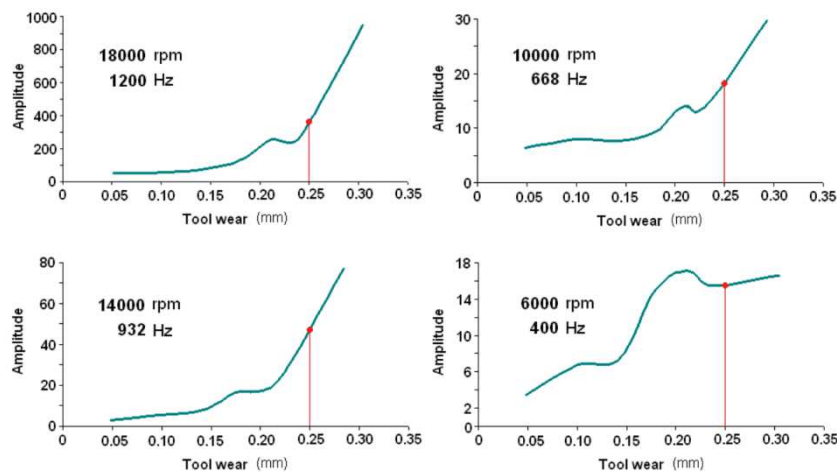 1000
800
600
400
200
0
Amplitude
18000 rpm
1200 Hz
0 0.05 0.10 0.15 0.20 0.25 0.30 0.35
Tool wear (mm)
30
20
10
0
Amplitude
10000 rpm
668 Hz
0 0.05 0.10 0.15 0.20 0.25 0.30 0.35
Tool wear (mm)
80
60
40
20
0
Amplitude
14000 rpm
932 Hz
0 0.05 0.10 0.15 0.20 0.25 0.30 0.35
Tool wear (mm)
18
14
10
6
2
0
Amplitude
6000 rpm
400 Hz
0 0.05 0.10 0.15 0.20 0.25 0.30 0.35
Tool wear (mm)